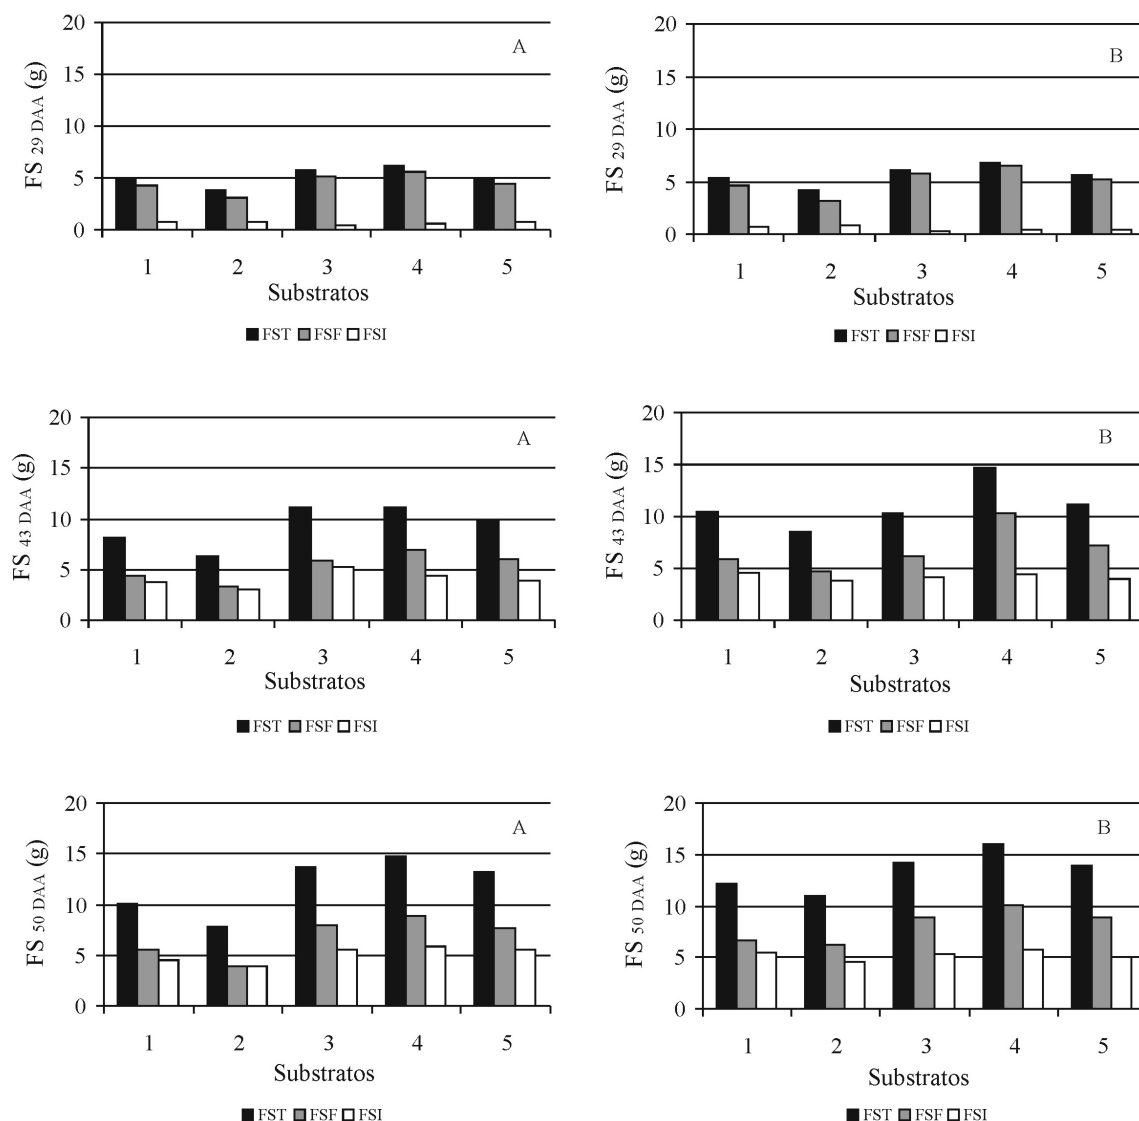 20
A
15
10
5
0
FS 29 DAA (g)
1 2 3 4 5
Substratos
FST FSF FSI
20
B
15
10
5
0
FS 29 DAA (g)
1 2 3 4 5
Substratos
FST FSF FSI
20
A
15
10
5
0
FS 43 DAA (g)
1 2 3 4 5
Substratos
FST FSF FSI
20
B
15
10
5
0
FS 43 DAA (g)
1 2 3 4 5
Substratos
FST FSF FSI
20
A
15
10
5
0
FS 50 DAA (g)
1 2 3 4 5
Substratos
FST FSF FSI
20
B
15
10
5
0
FS 50 DAA (g)
1 2 3 4 5
Substratos
FST FSF FSI